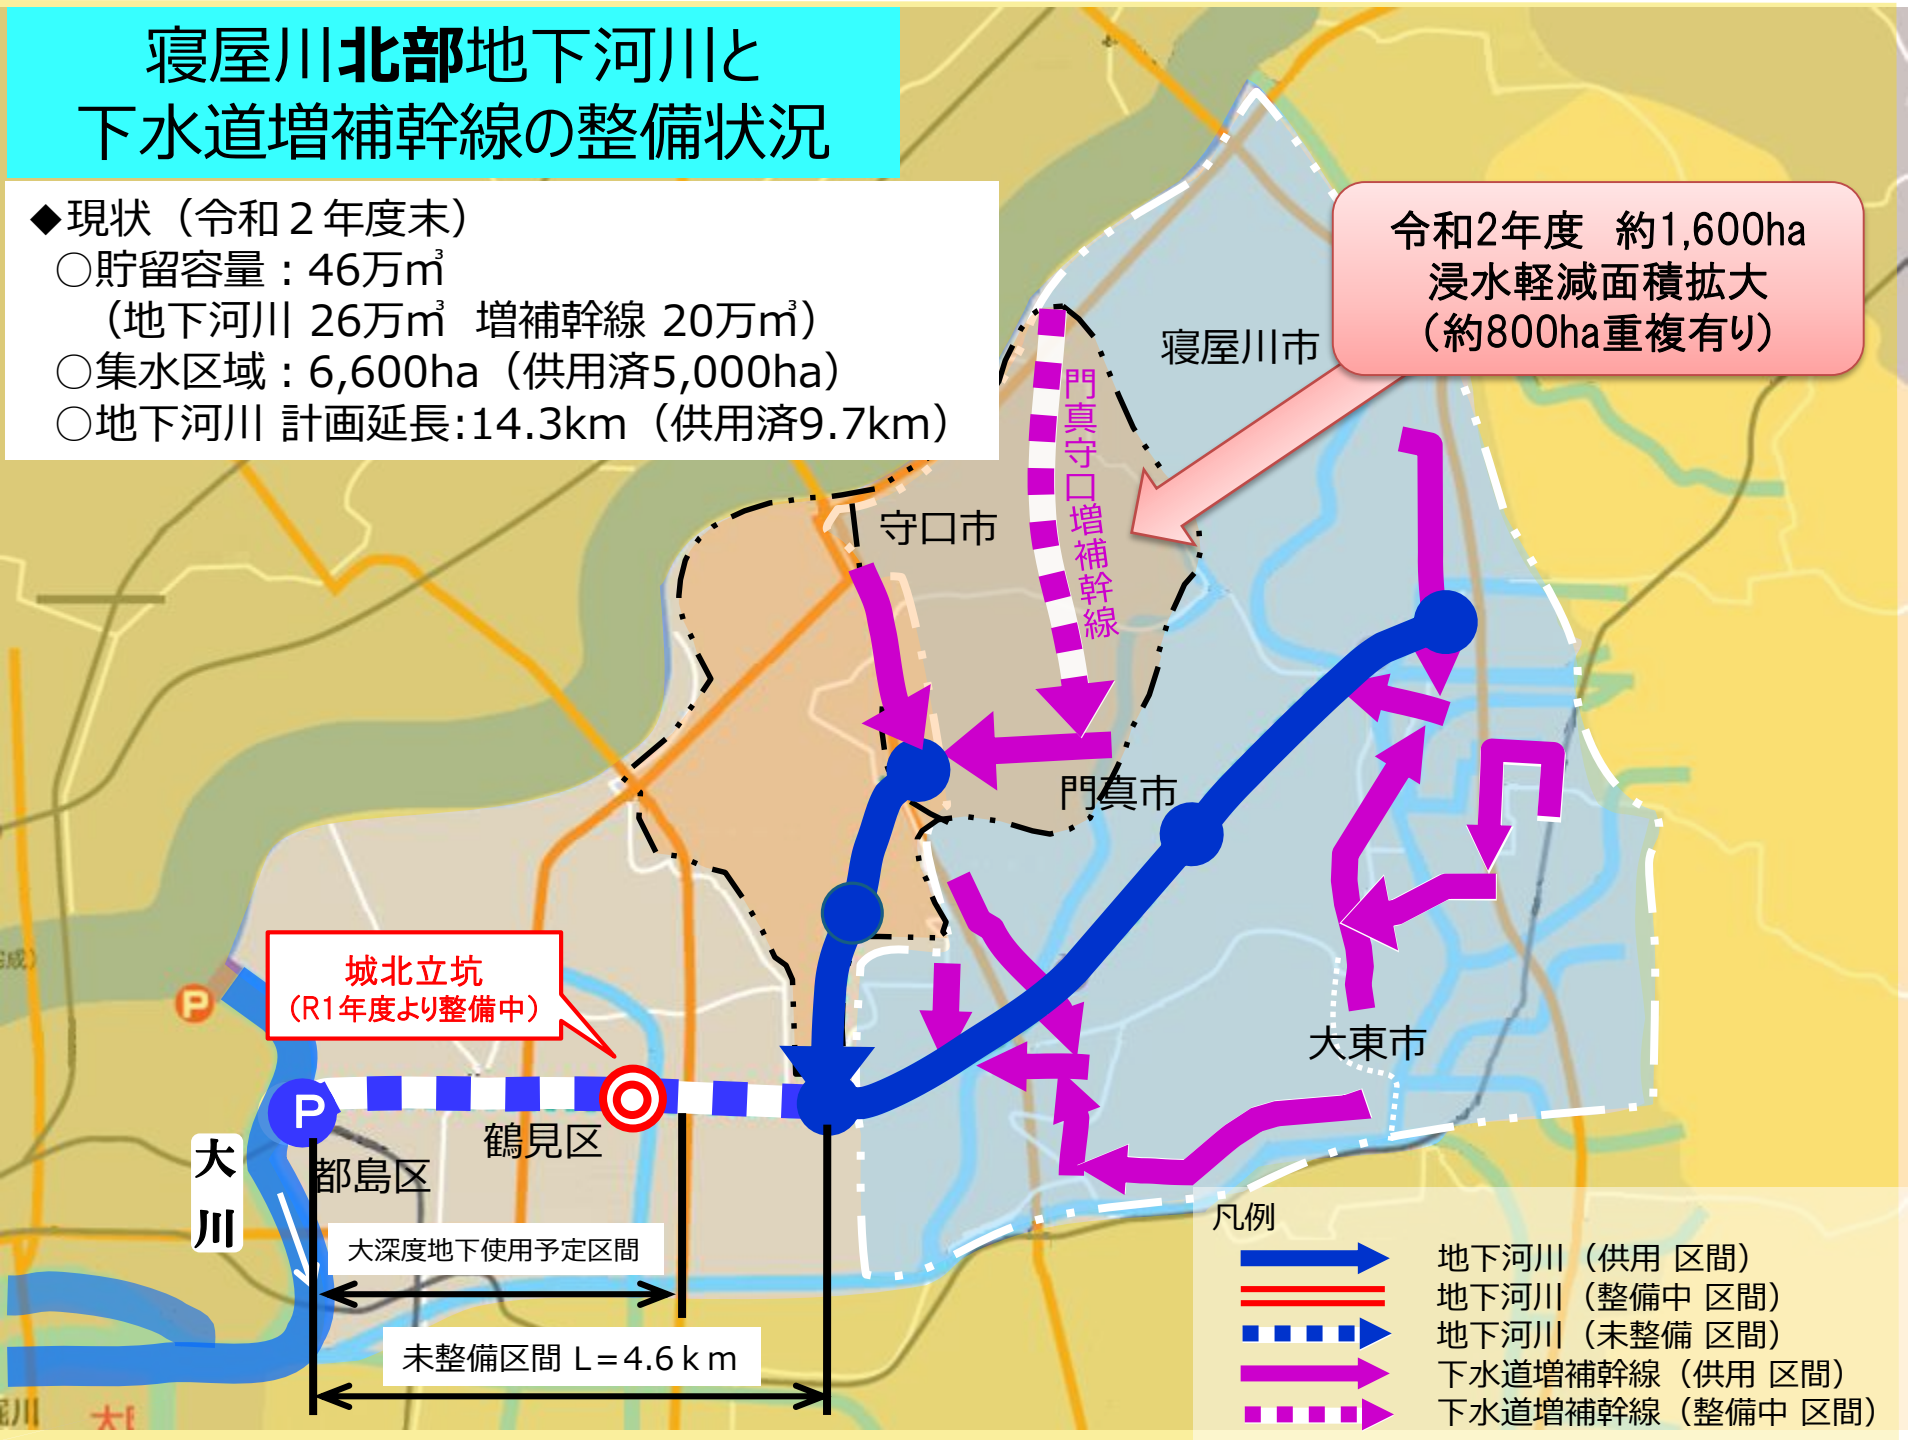 寝屋川北部地下河川と
下水道増補幹線の整備状況
◆現状（令和２年度末）
○貯留容量：46万㎥
（地下河川 26万㎥ 増補幹線 20万㎥）
○集水区域：6,600ha（供用済5,000ha）
○地下河川 計画延長:14.3km（供用済9.7km）
令和2年度 約1,600ha
浸水軽減面積拡大
（約800ha重複有り）
寝屋川市
門真守口増補幹線
守口市
門真市
城北立坑
（R1年度より整備中）
P
大東市
P
鶴見区
都島区
大川
大深度地下使用予定区間
未整備区間 L＝4.6ｋｍ
凡例
地下河川（供用 区間）
地下河川（整備中 区間）
地下河川（未整備 区間）
下水道増補幹線（供用 区間）
下水道増補幹線（整備中 区間）